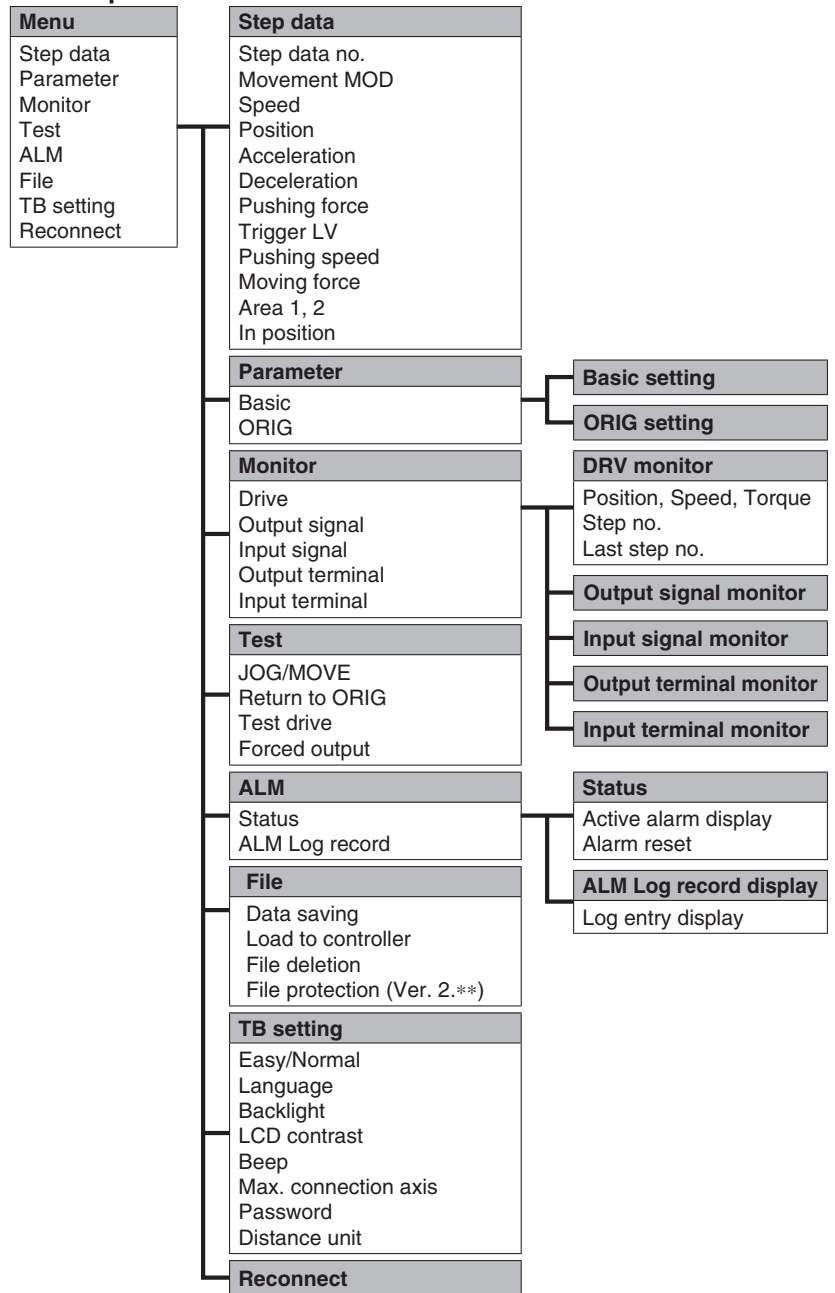 Menu
Step data
Parameter
Monitor
Test
ALM
File
TB setting
Reconnect
Step data
Step data no.
Movement MOD
Speed
Position
Acceleration
Deceleration
Pushing force
Trigger LV
Pushing speed
Moving force
Area 1, 2
In position
Parameter
Basic
ORIG
Basic setting
ORIG setting
Monitor
Drive
Output signal
Input signal
Output terminal
Input terminal
DRV monitor
Position, Speed, Torque
Step no.
Last step no.
Output signal monitor
Input signal monitor
Output terminal monitor
Input terminal monitor
Test
JOG/MOVE
Return to ORIG
Test drive
Forced output
ALM
Status
ALM Log record
Status
Active alarm display
Alarm reset
ALM Log record display
Log entry display
File
Data saving
Load to controller
File deletion
File protection (Ver. 2.**)
TB setting
Easy/Normal
Language
Backlight
LCD contrast
Beep
Max. connection axis
Password
Distance unit
Reconnect